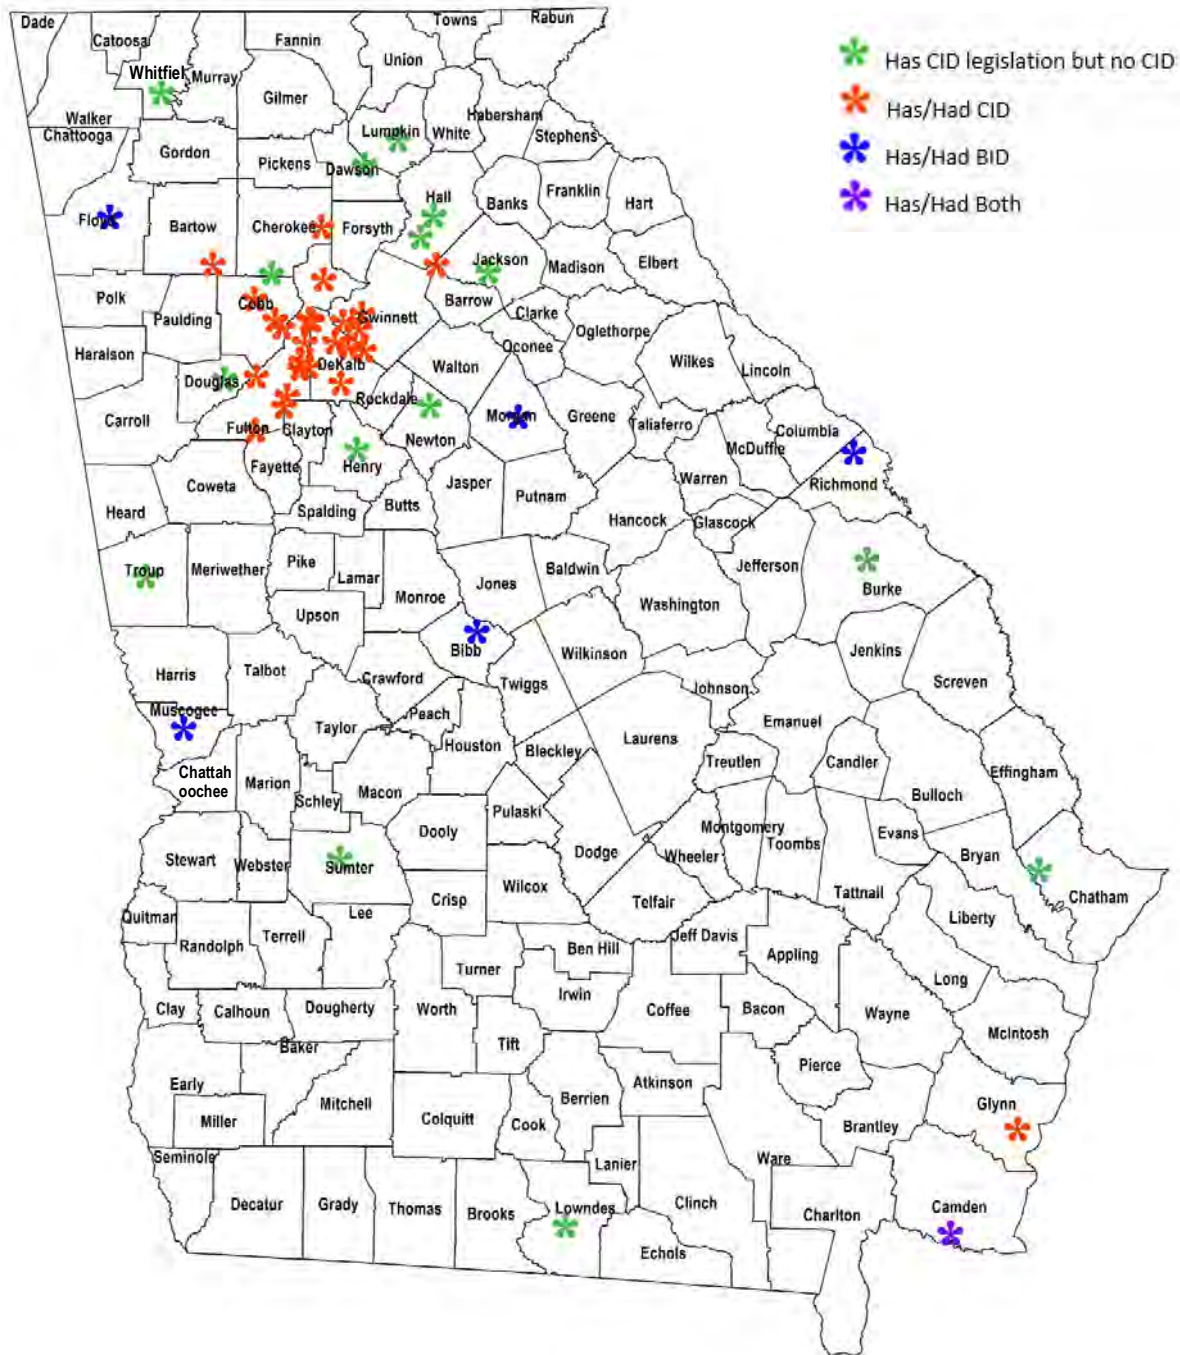 Dade
Towns
Rabun
Catoosa
Fannin
Union
Whitfiel
Murray
Gilmer
Walker
Chattooga
Lumpkin
White
Habersham
Stephens
Gordon
Pickens
Dawson
Hall
Banks
Franklin
Hart
Floyd
Bartow
Cherokee
Forsyth
Jackson
Madison
Elbert
Polk
Paulding
Cobb
Gwinnett
Barrow
Clarke
Oglethorpe
Haralson
Oconee
Walton
Wilkes
Lincoln
Douglas
DeKalb
Rockdale
Carroll
Fulton
Clayton
Newton
Morgan
Greene
Taliaferro
Columbia
McDuffie
Fayette
Henry
Coweta
Jasper
Putnam
Warren
Richmond
Heard
Spalding
Butts
Hancock
Glascock
Troup
Meriwether
Pike
Lamar
Monroe
Jones
Baldwin
Jefferson
Burke
Upson
Washington
Harris
Talbot
Bibb
Wilkinson
Jenkins
Crawford
Twiggs
Johnson
Screven
Muscogee
Taylor
Peach
Houston
Bleckley
Laurens
Emanuel
Treutlen
Candler
Effingham
Chattah
oochee
Marion
Schley
Macon
Pulaski
Bulloch
Dooly
Montgomery
Toombs
Evans
Stewart
Webster
Sumter
Dodge
Wheeler
Bryan
Crisp
Wilcox
Telfair
Tattnall
Chatham
Quitman
Lee
Liberty
Randolph
Terrell
Ben Hill
Jeff Davis
Appling
Turner
Irwin
Long
Clay
Calhoun
Dougherty
Worth
Coffee
Bacon
Wayne
McIntosh
Baker
Tift
Pierce
Early
Mitchell
Atkinson
Berrien
Glynn
Miller
Colquitt
Cook
Brantley
Seminole
Lanier
Ware
Decatur
Grady
Thomas
Brooks
Lowndes
Clinch
Charlton
Camden
Echols
Has CID legislation but no CID
Has/Had CID
Has/Had BID
Has/Had Both